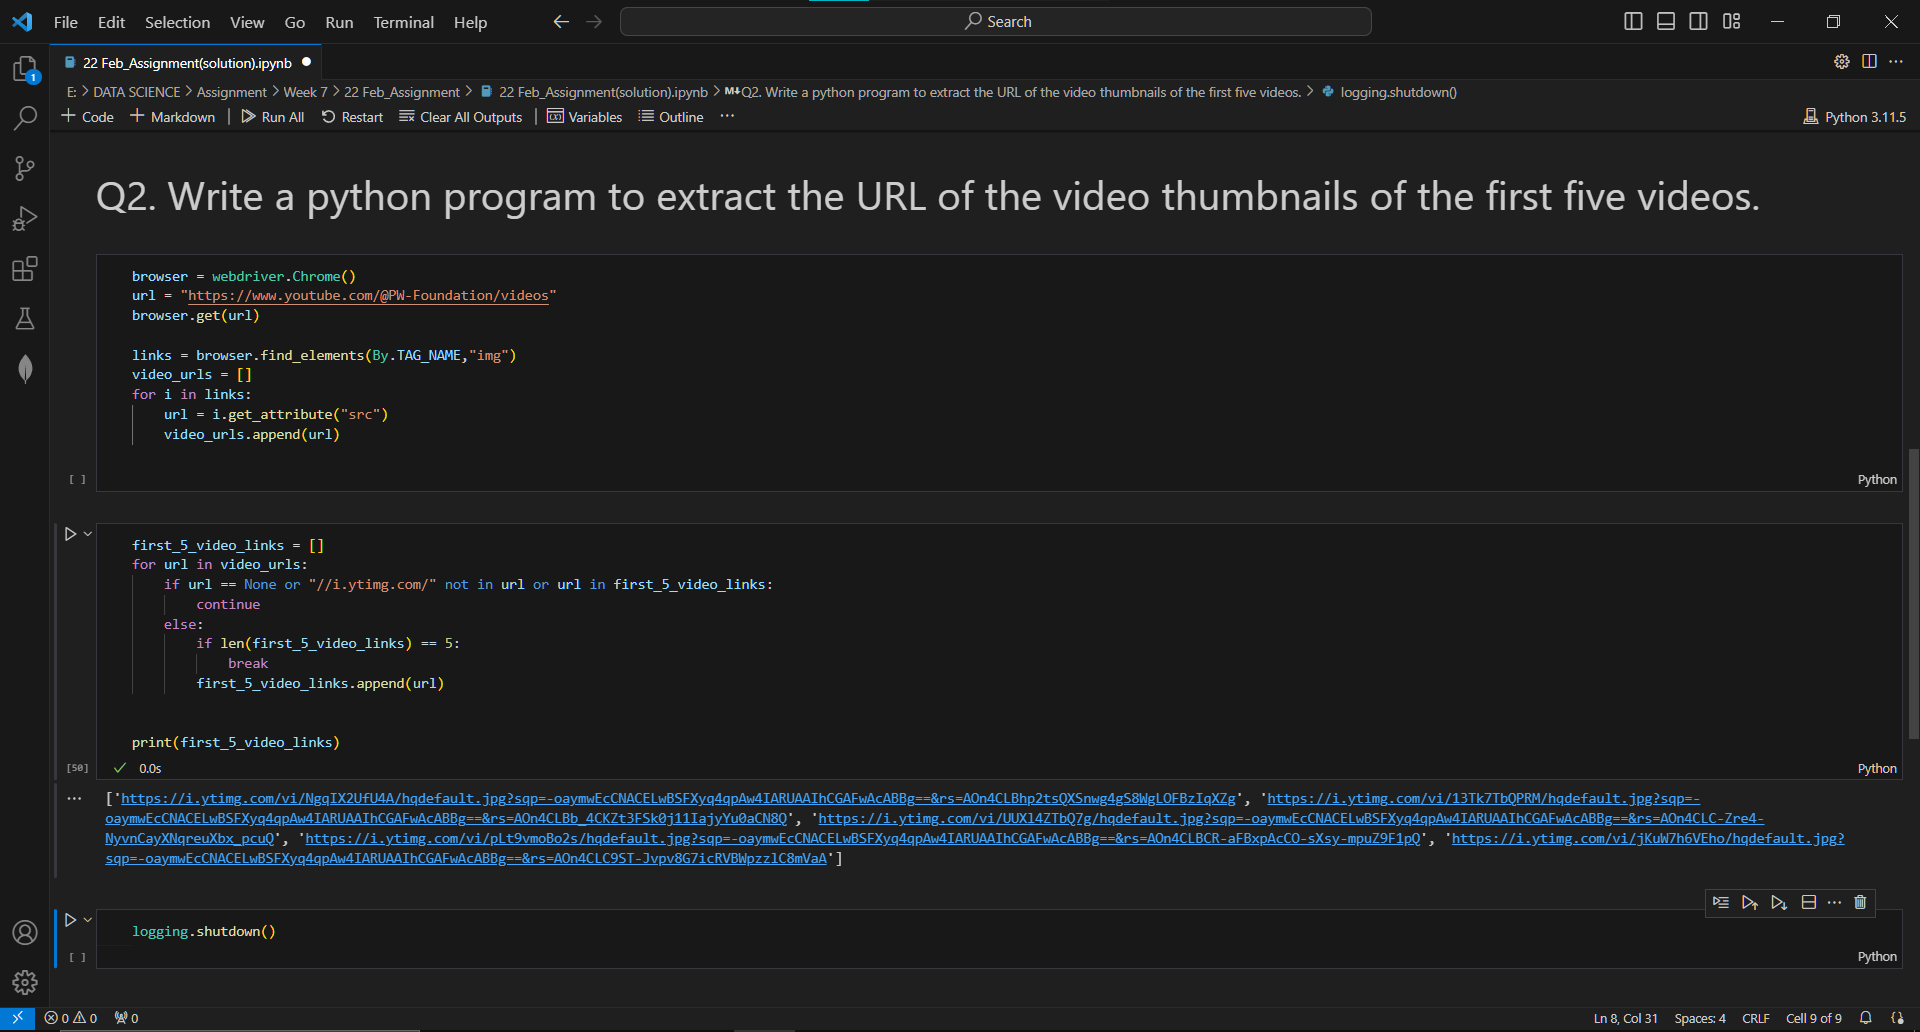 File Edit Selection View Go Run Terminal Help
Search
22 Feb_Assignment(solution).ipynb
E: > DATA SCIENCE > Assignment > Week 7 > 22 Feb_Assignment > 22 Feb_Assignment(solution).ipynb > M↓Q2. Write a python program to extract the URL of the video thumbnails of the first five videos. > logging.shutdown()
+ Code + Markdown | Run All Restart Clear All Outputs | Variables Outline ··· Python 3.11.5
1
Q2. Write a python program to extract the URL of the video thumbnails of the first five videos.
browser = webdriver.Chrome()
url = "https://www.youtube.com/@PW-Foundation/videos"
browser.get(url)
links = browser.find_elements(By.TAG_NAME,"img")
video_urls = []
for i in links:
    url = i.get_attribute("src")
    video_urls.append(url)
[ ] Python
first_5_video_links = []
for url in video_urls:
    if url == None or "//i.ytimg.com/" not in url or url in first_5_video_links:
        continue
    else:
        if len(first_5_video_links) == 5:
            break
        first_5_video_links.append(url)
print(first_5_video_links)
[50] 0.0s Python
['https://i.ytimg.com/vi/NgqIX2UfU4A/hqdefault.jpg?sqp=-oaymwEcCNACELwBSFXyq4qpAw4IARUAAIhCGAFwAcABBg==&rs=AOn4CLBhp2tsQXSnwg4gS8WgLOFBzIqXZg', 'https://i.ytimg.com/vi/13Tk7TbQPRM/hqdefault.jpg?sqp=-
oaymwEcCNACELwBSFXyq4qpAw4IARUAAIhCGAFwAcABBg==&rs=AOn4CLBb_4CKZt3FSk0j11IajyYu0aCN8Q', 'https://i.ytimg.com/vi/UUXl4ZTbQ7g/hqdefault.jpg?sqp=-oaymwEcCNACELwBSFXyq4qpAw4IARUAAIhCGAFwAcABBg==&rs=AOn4CLC-Zre4-
NyvnCayXNqreuXbx_pcuQ', 'https://i.ytimg.com/vi/pLt9vmoBo2s/hqdefault.jpg?sqp=-oaymwEcCNACELwBSFXyq4qpAw4IARUAAIhCGAFwAcABBg==&rs=AOn4CLBCR-aFBxpAcCO-sXsy-mpuZ9F1pQ', 'https://i.ytimg.com/vi/jKuW7h6VEho/hqdefault.jpg?
sqp=-oaymwEcCNACELwBSFXyq4qpAw4IARUAAIhCGAFwAcABBg==&rs=AOn4CLC9ST-Jvpv8G7icRVBWpzzlC8mVaA']
logging.shutdown()
[ ] Python
0 0 0 Ln 8, Col 31 Spaces: 4 CRLF Cell 9 of 9